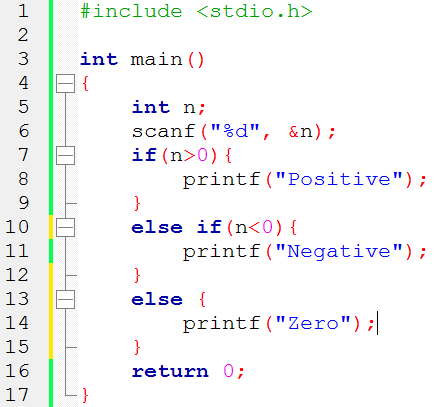 1 #include <stdio.h>
2
3 int main()
4 {
5     int n;
6     scanf("%d", &n);
7     if(n>0){
8         printf("Positive");
9     }
10     else if(n<0){
11         printf("Negative");
12     }
13     else {
14         printf("Zero");
15     }
16     return 0;
17 }